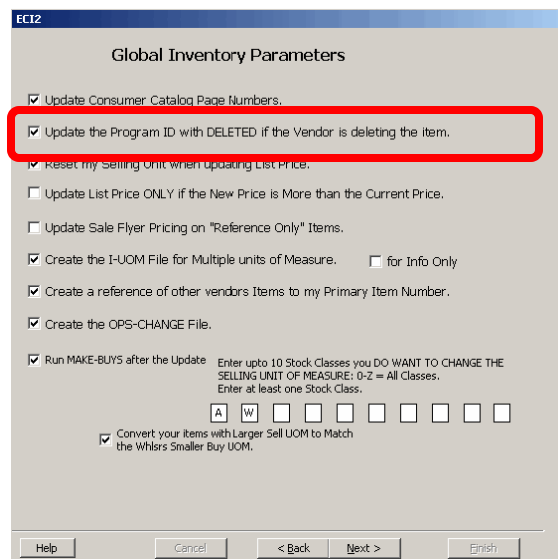 ECI2
Global Inventory Parameters
Update Consumer Catalog Page Numbers.
Update the Program ID with DELETED if the Vendor is deleting the item.
Reset my Selling Unit when updating List Price.
Update List Price ONLY if the New Price is More than the Current Price.
Update Sale Flyer Pricing on "Reference Only" Items.
Create the I-UOM File for Multiple units of Measure. for Info Only
Create a reference of other vendors Items to my Primary Item Number.
Create the OPS-CHANGE File.
Run MAKE-BUYS after the Update
Enter upto 10 Stock Classes you DO WANT TO CHANGE THE
SELLING UNIT OF MEASURE: 0-Z = All Classes.
Enter at least one Stock Class.
A W
Convert your items with Larger Sell UOM to Match
the Whlsrs Smaller Buy UOM.
Help Cancel < Back Next > Finish